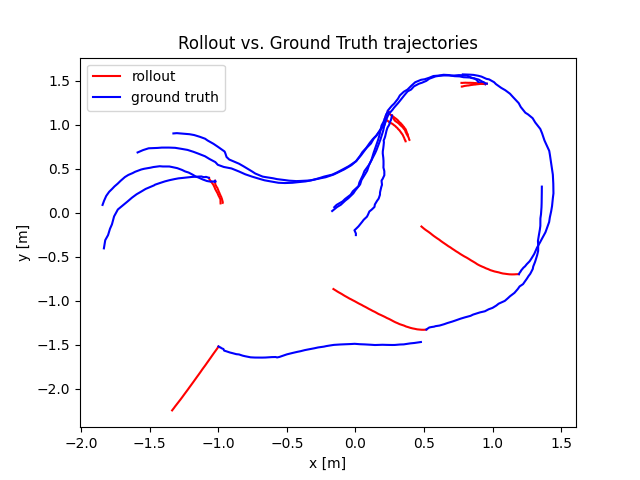 Rollout vs. Ground Truth trajectories
rollout
ground truth
1.5
1.0
0.5
0.0
−0.5
−1.0
−1.5
−2.0
y [m]
−2.0 −1.5 −1.0 −0.5 0.0 0.5 1.0 1.5
x [m]